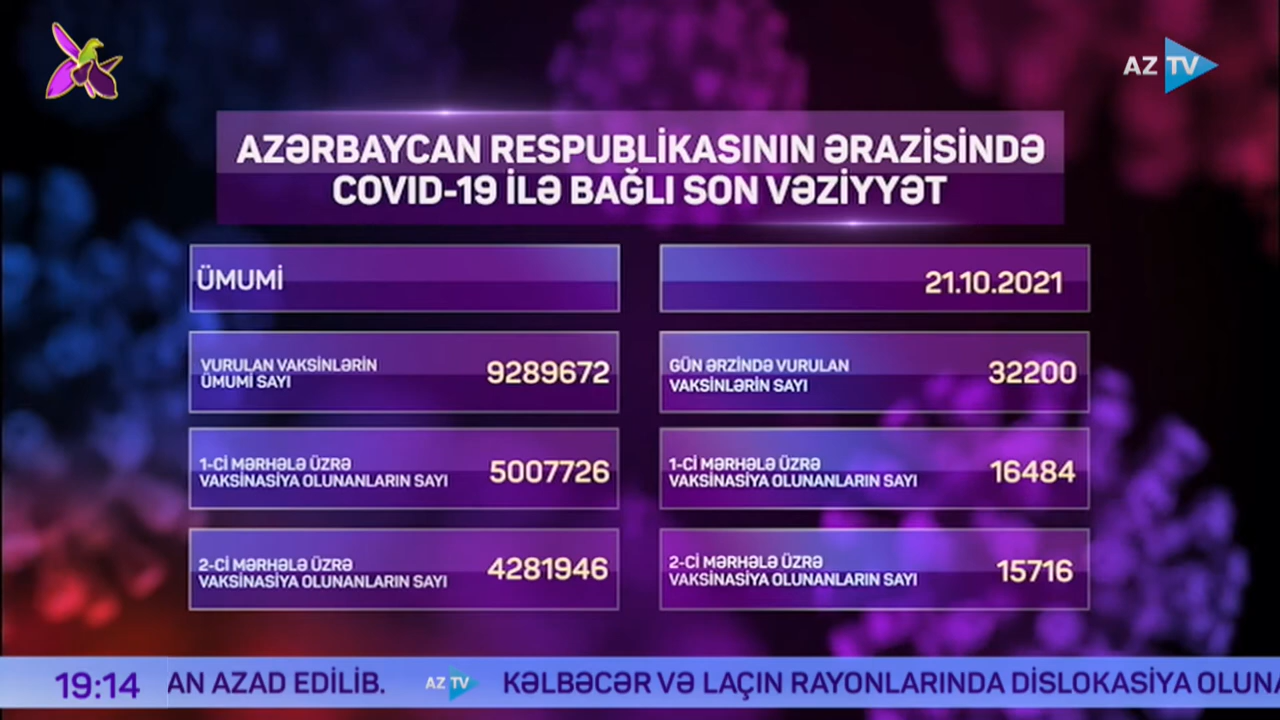 AZ TV
AZƏRBAYCAN RESPUBLİKASININ ƏRAZİSİNDƏ
COVID-19 İLƏ BAĞLI SON VƏZİYYƏT
ÜMUMİ
21.10.2021
VURULAN VAKSİNLƏRİN
ÜMUMİ SAYI
9289672
GÜN ƏRZİNDƏ VURULAN
VAKSİNLƏRİN SAYI
32200
1-Cİ MƏRHƏLƏ ÜZRƏ
VAKSİNASİYA OLUNANLARIN SAYI
5007726
1-Cİ MƏRHƏLƏ ÜZRƏ
VAKSİNASİYA OLUNANLARIN SAYI
16484
2-Cİ MƏRHƏLƏ ÜZRƏ
VAKSİNASİYA OLUNANLARIN SAYI
4281946
2-Cİ MƏRHƏLƏ ÜZRƏ
VAKSİNASİYA OLUNANLARIN SAYI
15716
19:14 AN AZAD EDİLİB. AZ TV KƏLBƏCƏR VƏ LAÇIN RAYONLARINDA DİSLOKASİYA OLUNA